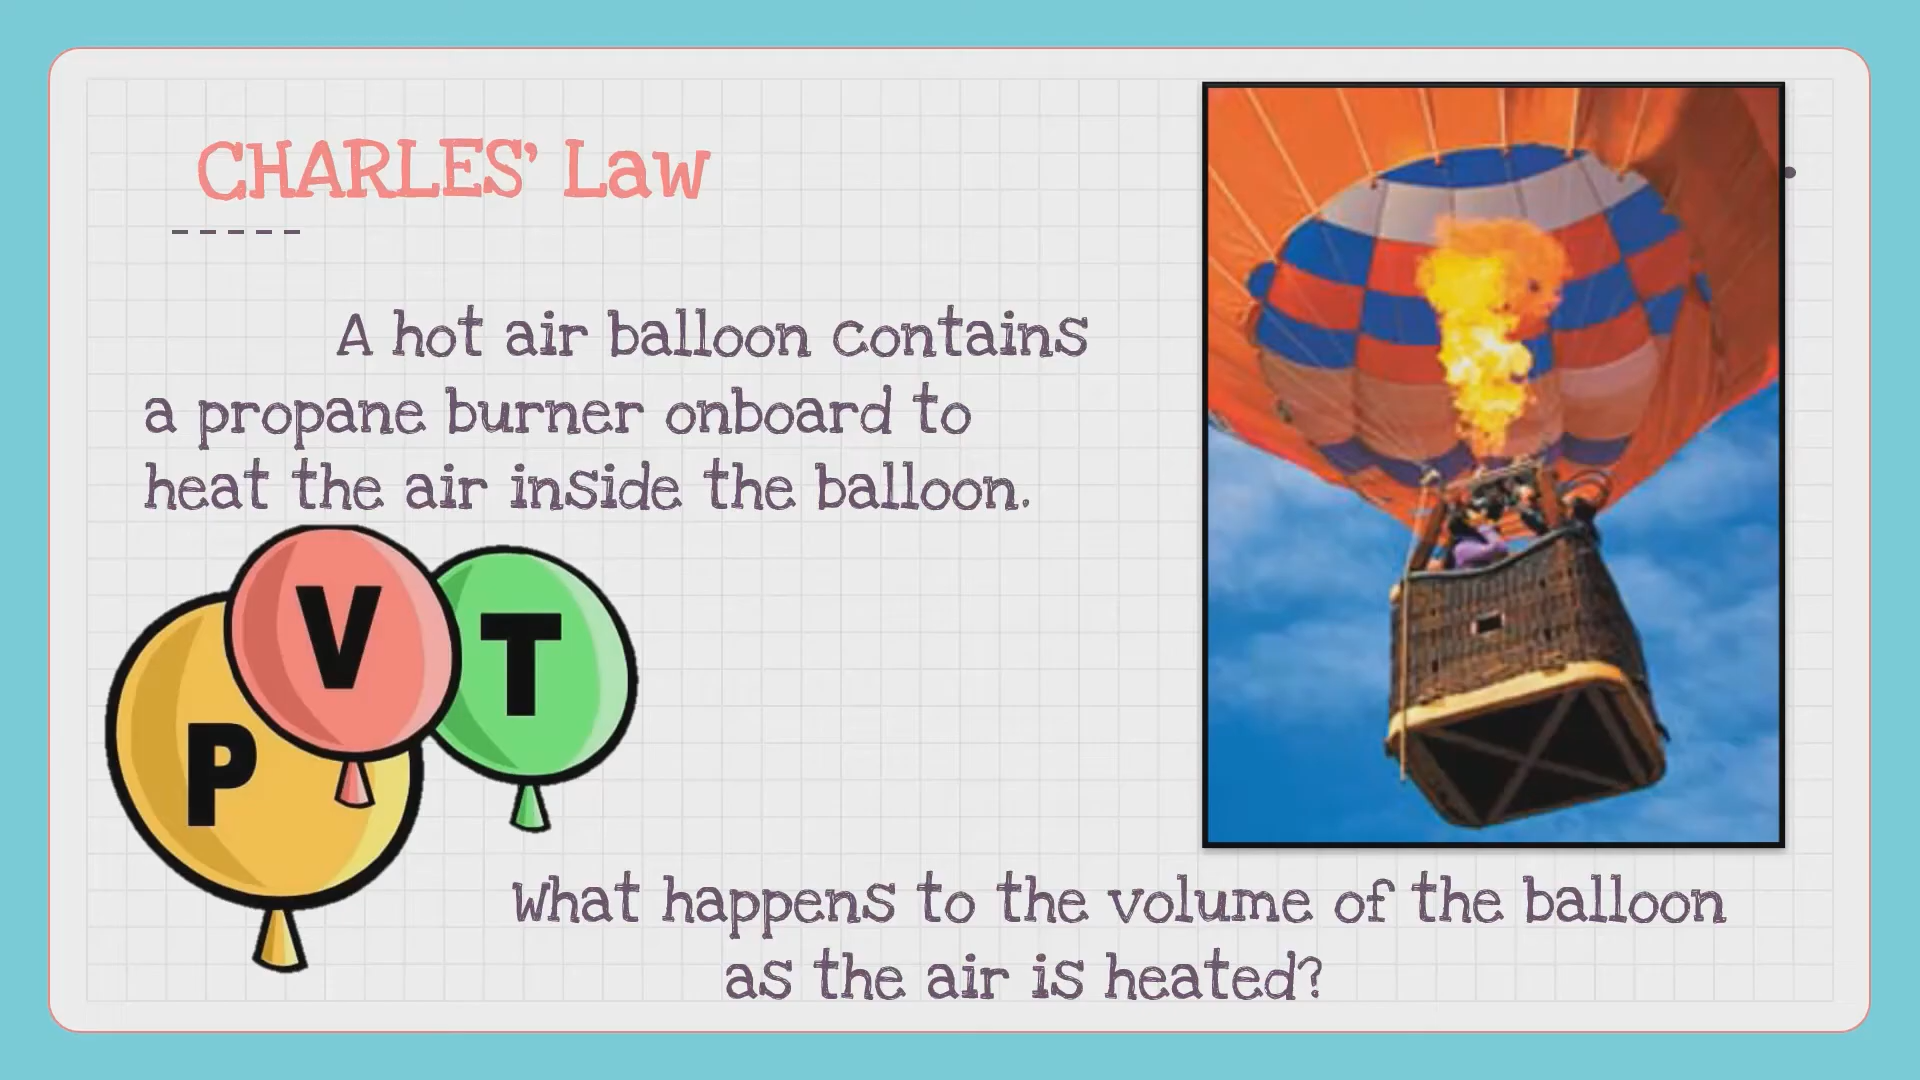 CHARLES' Law
A hot air balloon contains
a propane burner onboard to
heat the air inside the balloon.
V
T
P
What happens to the volume of the balloon
as the air is heated?